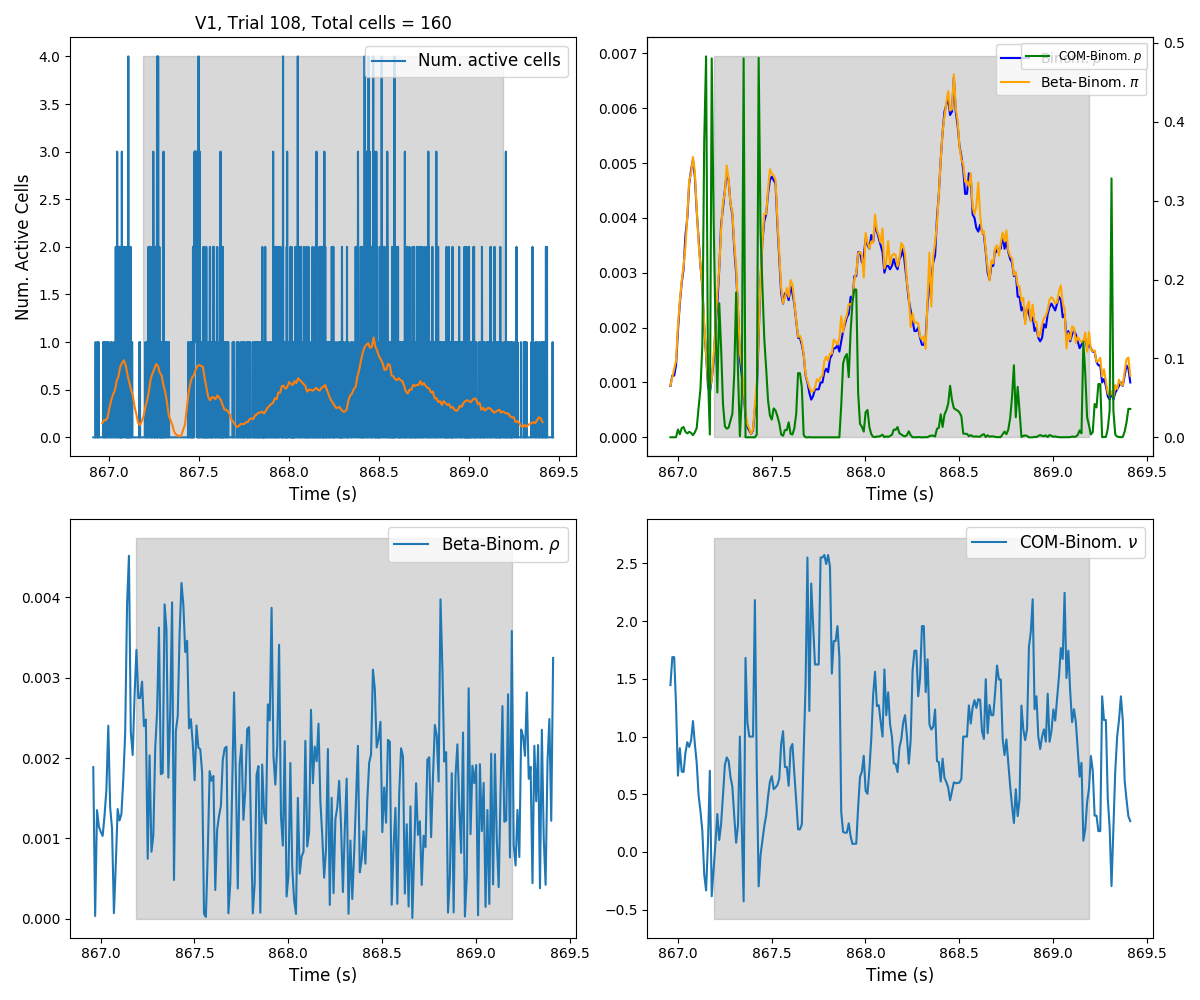 V1, Trial 108, Total cells = 160
Num. Active Cells
4.0
3.5
3.0
2.5
2.0
1.5
1.0
0.5
0.0
Num. active cells
867.0 867.5 868.0 868.5 869.0 869.5
Time (s)
0.007
0.006
0.005
0.004
0.003
0.002
0.001
0.000
COM-Binom. p
Beta-Binom. π
0.5
0.4
0.3
0.2
0.1
0.0
867.0 867.5 868.0 868.5 869.0 869.5
Time (s)
0.004
0.003
0.002
0.001
0.000
Beta-Binom. ρ
867.0 867.5 868.0 868.5 869.0 869.5
Time (s)
2.5
2.0
1.5
1.0
0.5
0.0
−0.5
COM-Binom. ν
867.0 867.5 868.0 868.5 869.0 869.5
Time (s)